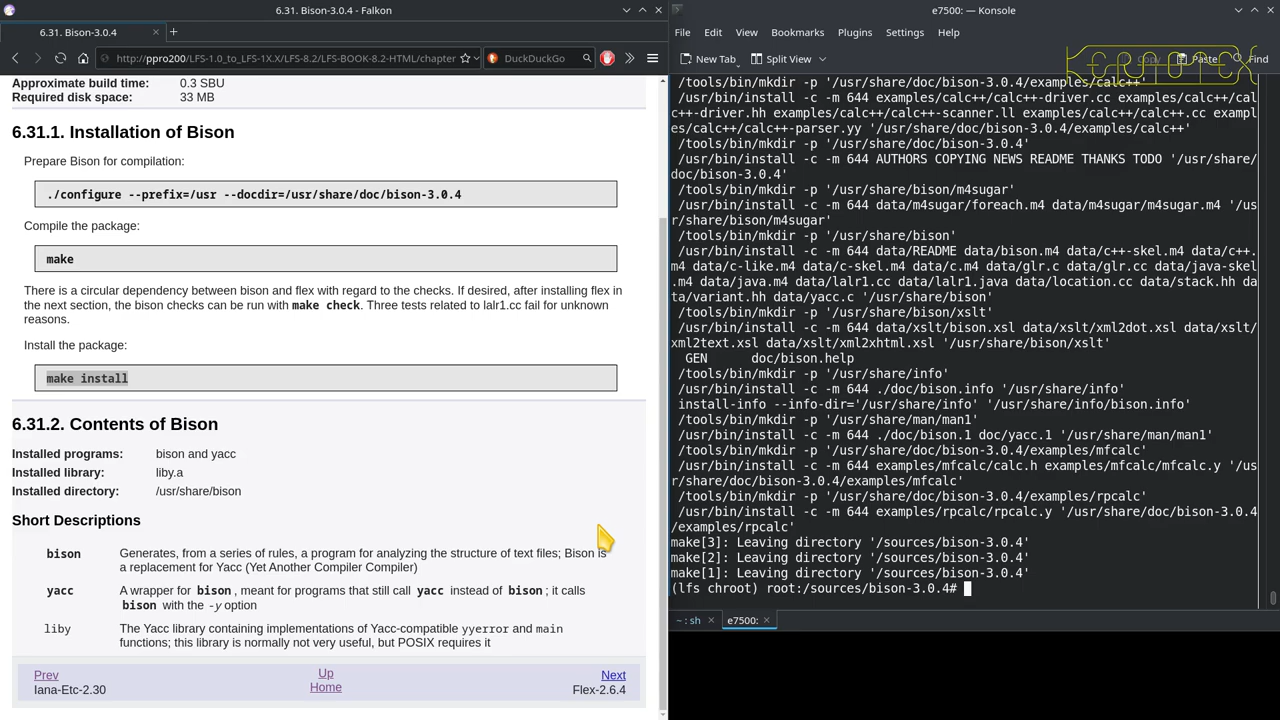 6.31. Bison-3.0.4 - Falkon
6.31. Bison-3.0.4
http://ppro200/LFS-1.0_to_LFS-1X.X/LFS-8.2/LFS-BOOK-8.2-HTML/chapter
DuckDuckGo
Approximate build time: 0.3 SBU
Required disk space: 33 MB
6.31.1. Installation of Bison
Prepare Bison for compilation:
./configure --prefix=/usr --docdir=/usr/share/doc/bison-3.0.4
Compile the package:
make
There is a circular dependency between bison and flex with regard to the checks. If desired, after installing flex in
the next section, the bison checks can be run with make check. Three tests related to lalr1.cc fail for unknown
reasons.
Install the package:
make install
6.31.2. Contents of Bison
Installed programs: bison and yacc
Installed library: liby.a
Installed directory: /usr/share/bison
Short Descriptions
bison Generates, from a series of rules, a program for analyzing the structure of text files; Bison is
a replacement for Yacc (Yet Another Compiler Compiler)
yacc A wrapper for bison, meant for programs that still call yacc instead of bison; it calls
bison with the -y option
liby The Yacc library containing implementations of Yacc-compatible yyerror and main
functions; this library is normally not very useful, but POSIX requires it
Prev Up Next
Iana-Etc-2.30 Home Flex-2.6.4
e7500: — Konsole
File Edit View Bookmarks Plugins Settings Help
New Tab Split View Copy Paste Find
/tools/bin/mkdir -p '/usr/share/doc/bison-3.0.4/examples/calc++'
/usr/bin/install -c -m 644 examples/calc++/calc++-driver.cc examples/calc++/cal
c++-driver.hh examples/calc++/calc++-scanner.ll examples/calc++/calc++.cc exampl
es/calc++/calc++-parser.yy '/usr/share/doc/bison-3.0.4/examples/calc++'
/tools/bin/mkdir -p '/usr/share/doc/bison-3.0.4'
/usr/bin/install -c -m 644 AUTHORS COPYING NEWS README THANKS TODO '/usr/share/
doc/bison-3.0.4'
/tools/bin/mkdir -p '/usr/share/bison/m4sugar'
/usr/bin/install -c -m 644 data/m4sugar/foreach.m4 data/m4sugar/m4sugar.m4 '/us
r/share/bison/m4sugar'
/tools/bin/mkdir -p '/usr/share/bison'
/usr/bin/install -c -m 644 data/README data/bison.m4 data/c++-skel.m4 data/c++.
m4 data/c-like.m4 data/c-skel.m4 data/c.m4 data/glr.c data/glr.cc data/java-skel
.m4 data/java.m4 data/lalr1.cc data/lalr1.java data/location.cc data/stack.hh da
ta/variant.hh data/yacc.c '/usr/share/bison'
/tools/bin/mkdir -p '/usr/share/bison/xslt'
/usr/bin/install -c -m 644 data/xslt/bison.xsl data/xslt/xml2dot.xsl data/xslt/
xml2text.xsl data/xslt/xml2xhtml.xsl '/usr/share/bison/xslt'
GEN doc/bison.help
/tools/bin/mkdir -p '/usr/share/info'
/usr/bin/install -c -m 644 ./doc/bison.info '/usr/share/info'
install-info --info-dir='/usr/share/info' '/usr/share/info/bison.info'
/tools/bin/mkdir -p '/usr/share/man/man1'
/usr/bin/install -c -m 644 ./doc/bison.1 doc/yacc.1 '/usr/share/man/man1'
/tools/bin/mkdir -p '/usr/share/doc/bison-3.0.4/examples/mfcalc'
/usr/bin/install -c -m 644 examples/mfcalc/calc.h examples/mfcalc/mfcalc.y '/us
r/share/doc/bison-3.0.4/examples/mfcalc'
/tools/bin/mkdir -p '/usr/share/doc/bison-3.0.4/examples/rpcalc'
/usr/bin/install -c -m 644 examples/rpcalc/rpcalc.y '/usr/share/doc/bison-3.0.4
/examples/rpcalc'
make[3]: Leaving directory '/sources/bison-3.0.4'
make[2]: Leaving directory '/sources/bison-3.0.4'
make[1]: Leaving directory '/sources/bison-3.0.4'
(lfs chroot) root:/sources/bison-3.0.4#
~ : sh e7500: